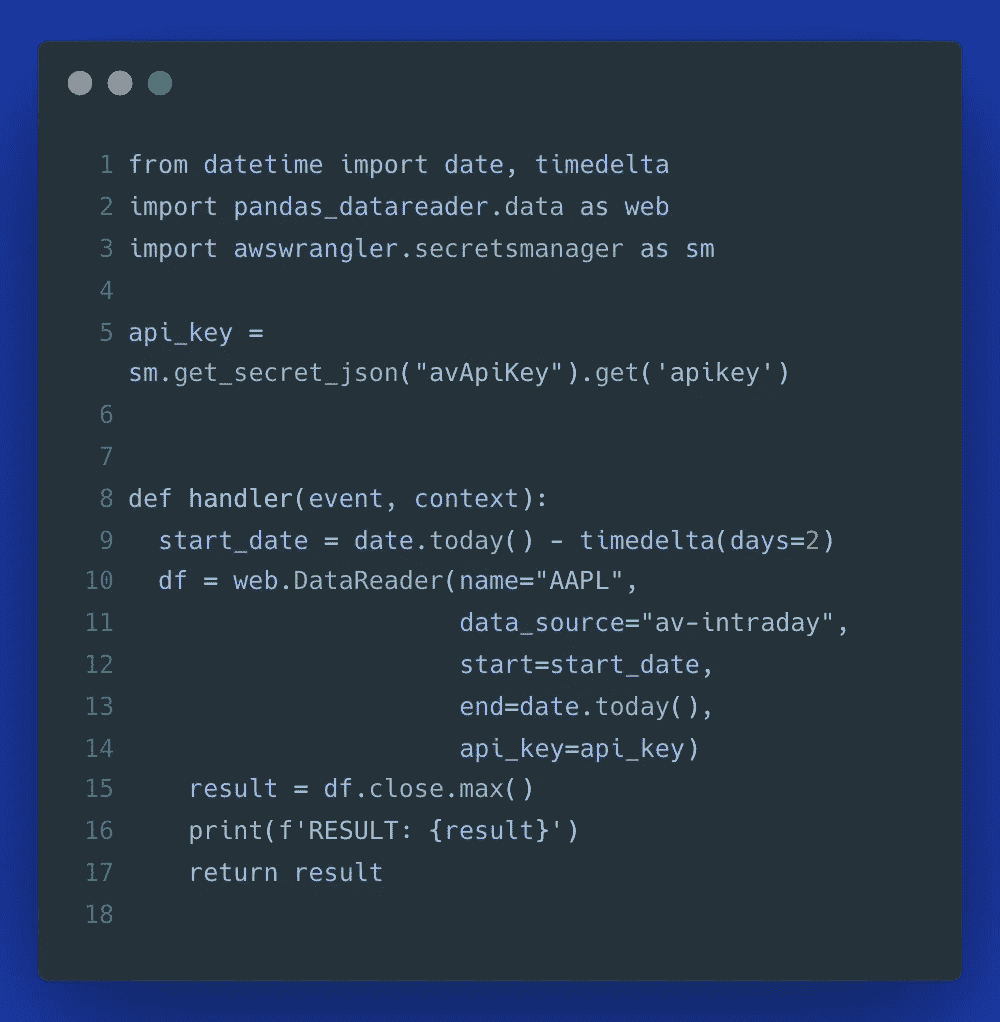 1 from datetime import date, timedelta
2 import pandas_datareader.data as web
3 import awswrangler.secretsmanager as sm
4
5 api_key =
sm.get_secret_json("avApiKey").get('apikey')
6
7
8 def handler(event, context):
9   start_date = date.today() - timedelta(days=2)
10   df = web.DataReader(name="AAPL",
11                       data_source="av-intraday",
12                       start=start_date,
13                       end=date.today(),
14                       api_key=api_key)
15     result = df.close.max()
16     print(f'RESULT: {result}')
17     return result
18